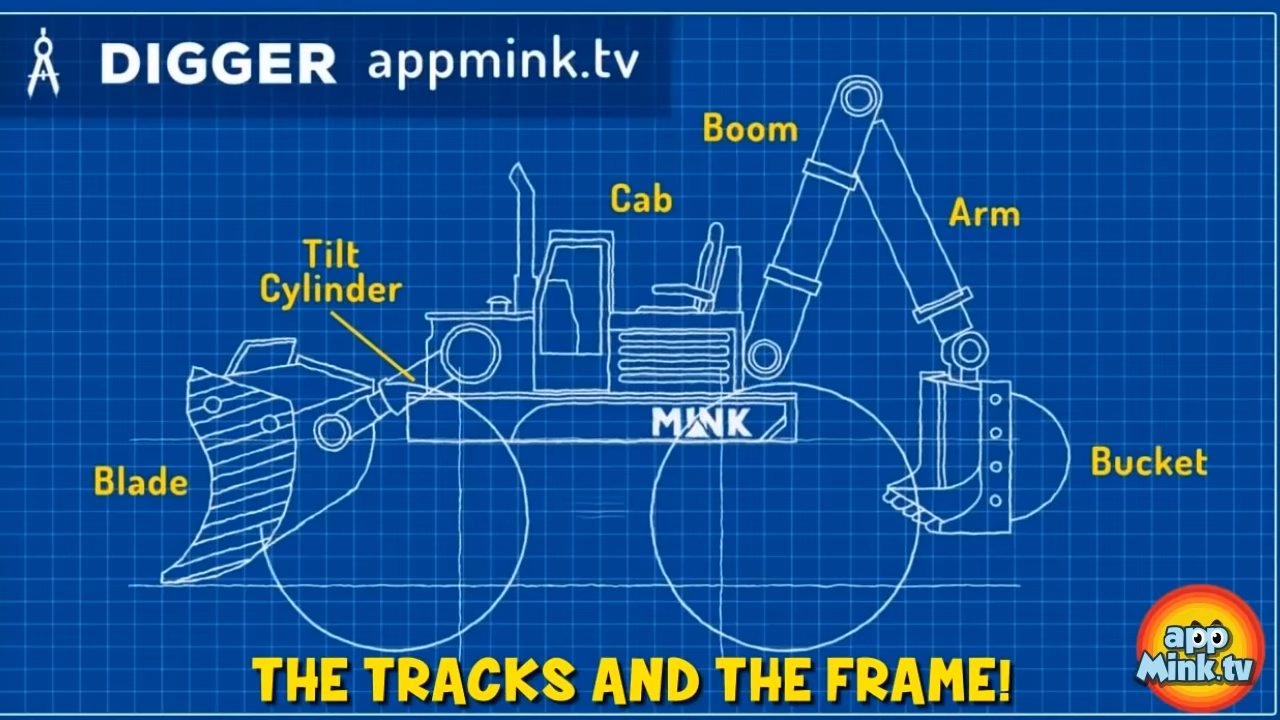 DIGGER appmink.tv
Boom
Cab
Arm
Tilt
Cylinder
MINK
Blade
Bucket
THE TRACKS AND THE FRAME!
app
Mink.tv